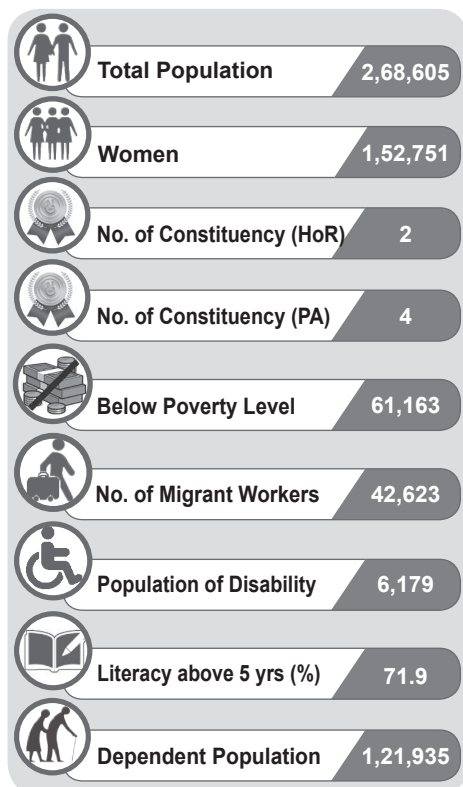 Total Population 2,68,605
Women 1,52,751
No. of Constituency (HoR) 2
No. of Constituency (PA) 4
Below Poverty Level 61,163
No. of Migrant Workers 42,623
Population of Disability 6,179
Literacy above 5 yrs (%) 71.9
Dependent Population 1,21,935